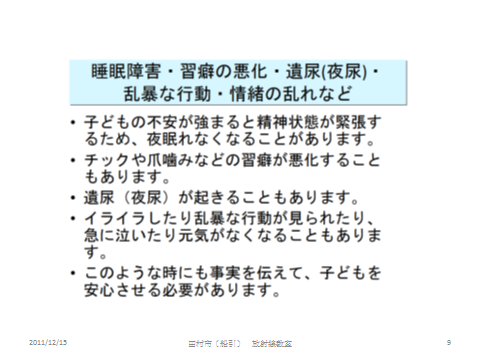 睡眠障害・習癖の悪化・遺尿(夜尿)・
乱暴な行動・情緒の乱れなど
• 子どもの不安が強まると精神状態が緊張す
るため、夜眠れなくなることがあります。
• チックや爪噛みなどの習癖が悪化すること
もあります。
• 遺尿（夜尿）が起きることもあります。
• イライラしたり乱暴な行動が見られたり、
急に泣いたり元気がなくなることもありま
す。
• このような時にも事実を伝えて、子どもを
安心させる必要があります。
2011/12/15
田村市〔船引〕 放射線教室
9